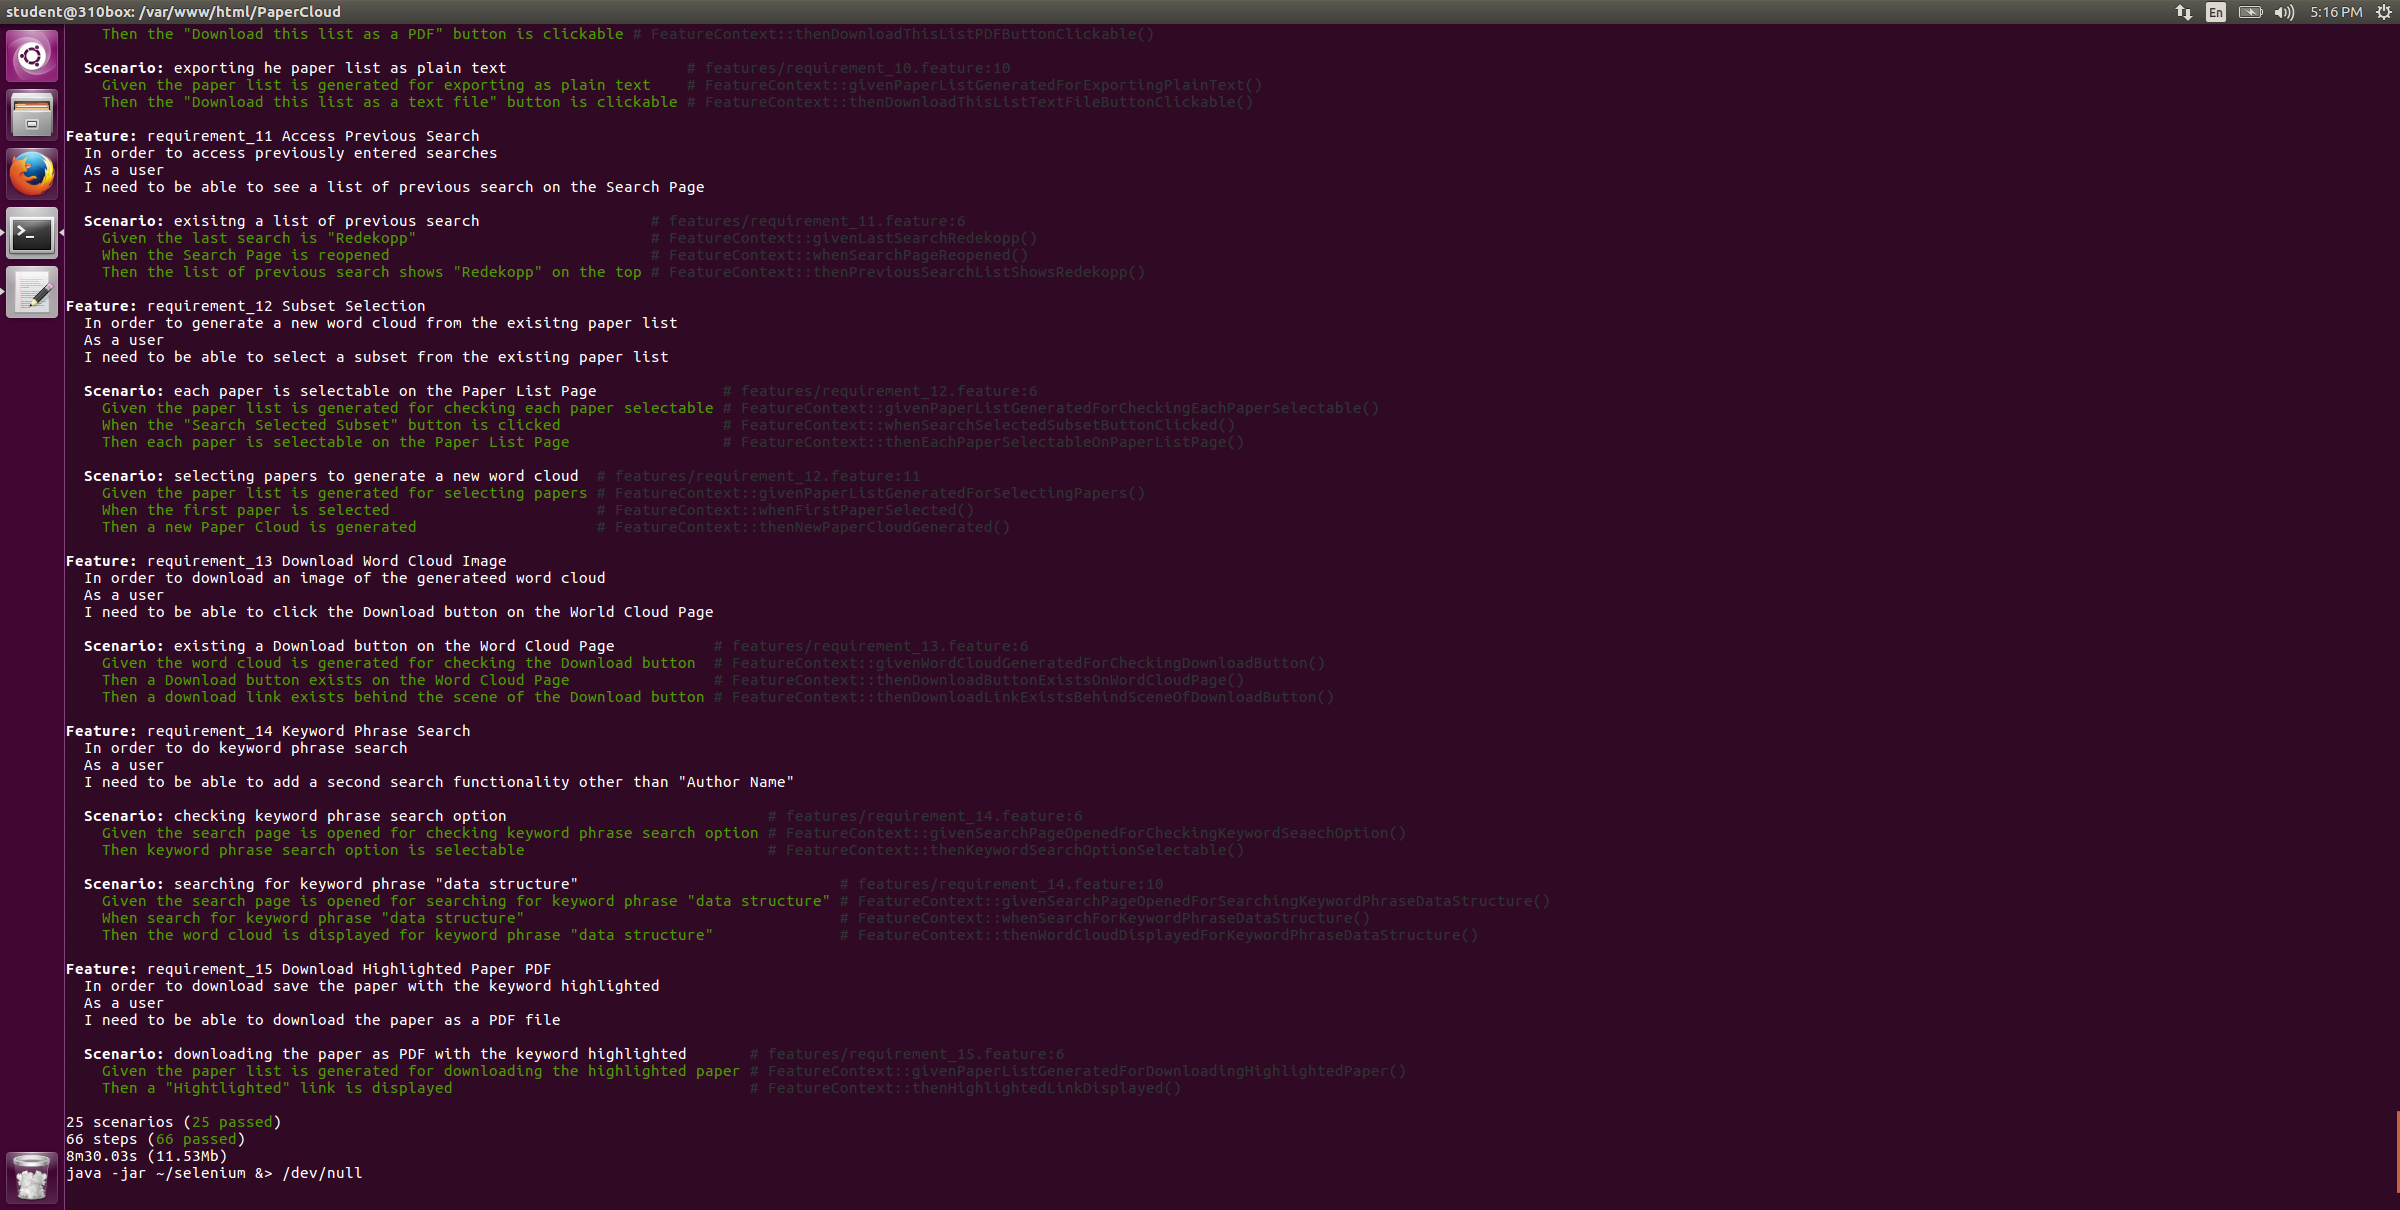 student@310box: /var/www/html/PaperCloud
En
5:16 PM
Then the "Download this list as a PDF" button is clickable # FeatureContext::thenDownloadThisListPDFButtonClickable()
Scenario: exporting he paper list as plain text # features/requirement_10.feature:10
Given the paper list is generated for exporting as plain text # FeatureContext::givenPaperListGeneratedForExportingPlainText()
Then the "Download this list as a text file" button is clickable # FeatureContext::thenDownloadThisListTextFileButtonClickable()
Feature: requirement_11 Access Previous Search
In order to access previously entered searches
As a user
I need to be able to see a list of previous search on the Search Page
Scenario: exisitng a list of previous search # features/requirement_11.feature:6
Given the last search is "Redekopp" # FeatureContext::givenLastSearchRedekopp()
When the Search Page is reopened # FeatureContext::whenSearchPageReopened()
Then the list of previous search shows "Redekopp" on the top # FeatureContext::thenPreviousSearchListShowsRedekopp()
Feature: requirement_12 Subset Selection
In order to generate a new word cloud from the exisitng paper list
As a user
I need to be able to select a subset from the existing paper list
Scenario: each paper is selectable on the Paper List Page # features/requirement_12.feature:6
Given the paper list is generated for checking each paper selectable # FeatureContext::givenPaperListGeneratedForCheckingEachPaperSelectable()
When the "Search Selected Subset" button is clicked # FeatureContext::whenSearchSelectedSubsetButtonClicked()
Then each paper is selectable on the Paper List Page # FeatureContext::thenEachPaperSelectableOnPaperListPage()
Scenario: selecting papers to generate a new word cloud # features/requirement_12.feature:11
Given the paper list is generated for selecting papers # FeatureContext::givenPaperListGeneratedForSelectingPapers()
When the first paper is selected # FeatureContext::whenFirstPaperSelected()
Then a new Paper Cloud is generated # FeatureContext::thenNewPaperCloudGenerated()
Feature: requirement_13 Download Word Cloud Image
In order to download an image of the generateed word cloud
As a user
I need to be able to click the Download button on the World Cloud Page
Scenario: existing a Download button on the Word Cloud Page # features/requirement_13.feature:6
Given the word cloud is generated for checking the Download button # FeatureContext::givenWordCloudGeneratedForCheckingDownloadButton()
Then a Download button exists on the Word Cloud Page # FeatureContext::thenDownloadButtonExistsOnWordCloudPage()
Then a download link exists behind the scene of the Download button # FeatureContext::thenDownloadLinkExistsBehindSceneOfDownloadButton()
Feature: requirement_14 Keyword Phrase Search
In order to do keyword phrase search
As a user
I need to be able to add a second search functionality other than "Author Name"
Scenario: checking keyword phrase search option # features/requirement_14.feature:6
Given the search page is opened for checking keyword phrase search option # FeatureContext::givenSearchPageOpenedForCheckingKeywordSeaechOption()
Then keyword phrase search option is selectable # FeatureContext::thenKeywordSearchOptionSelectable()
Scenario: searching for keyword phrase "data structure" # features/requirement_14.feature:10
Given the search page is opened for searching for keyword phrase "data structure" # FeatureContext::givenSearchPageOpenedForSearchingKeywordPhraseDataStructure()
When search for keyword phrase "data structure" # FeatureContext::whenSearchForKeywordPhraseDataStructure()
Then the word cloud is displayed for keyword phrase "data structure" # FeatureContext::thenWordCloudDisplayedForKeywordPhraseDataStructure()
Feature: requirement_15 Download Highlighted Paper PDF
In order to download save the paper with the keyword highlighted
As a user
I need to be able to download the paper as a PDF file
Scenario: downloading the paper as PDF with the keyword highlighted # features/requirement_15.feature:6
Given the paper list is generated for downloading the highlighted paper # FeatureContext::givenPaperListGeneratedForDownloadingHighlightedPaper()
Then a "Hightlighted" link is displayed # FeatureContext::thenHighlightedLinkDisplayed()
25 scenarios (25 passed)
66 steps (66 passed)
8m30.03s (11.53Mb)
java -jar ~/selenium &> /dev/null